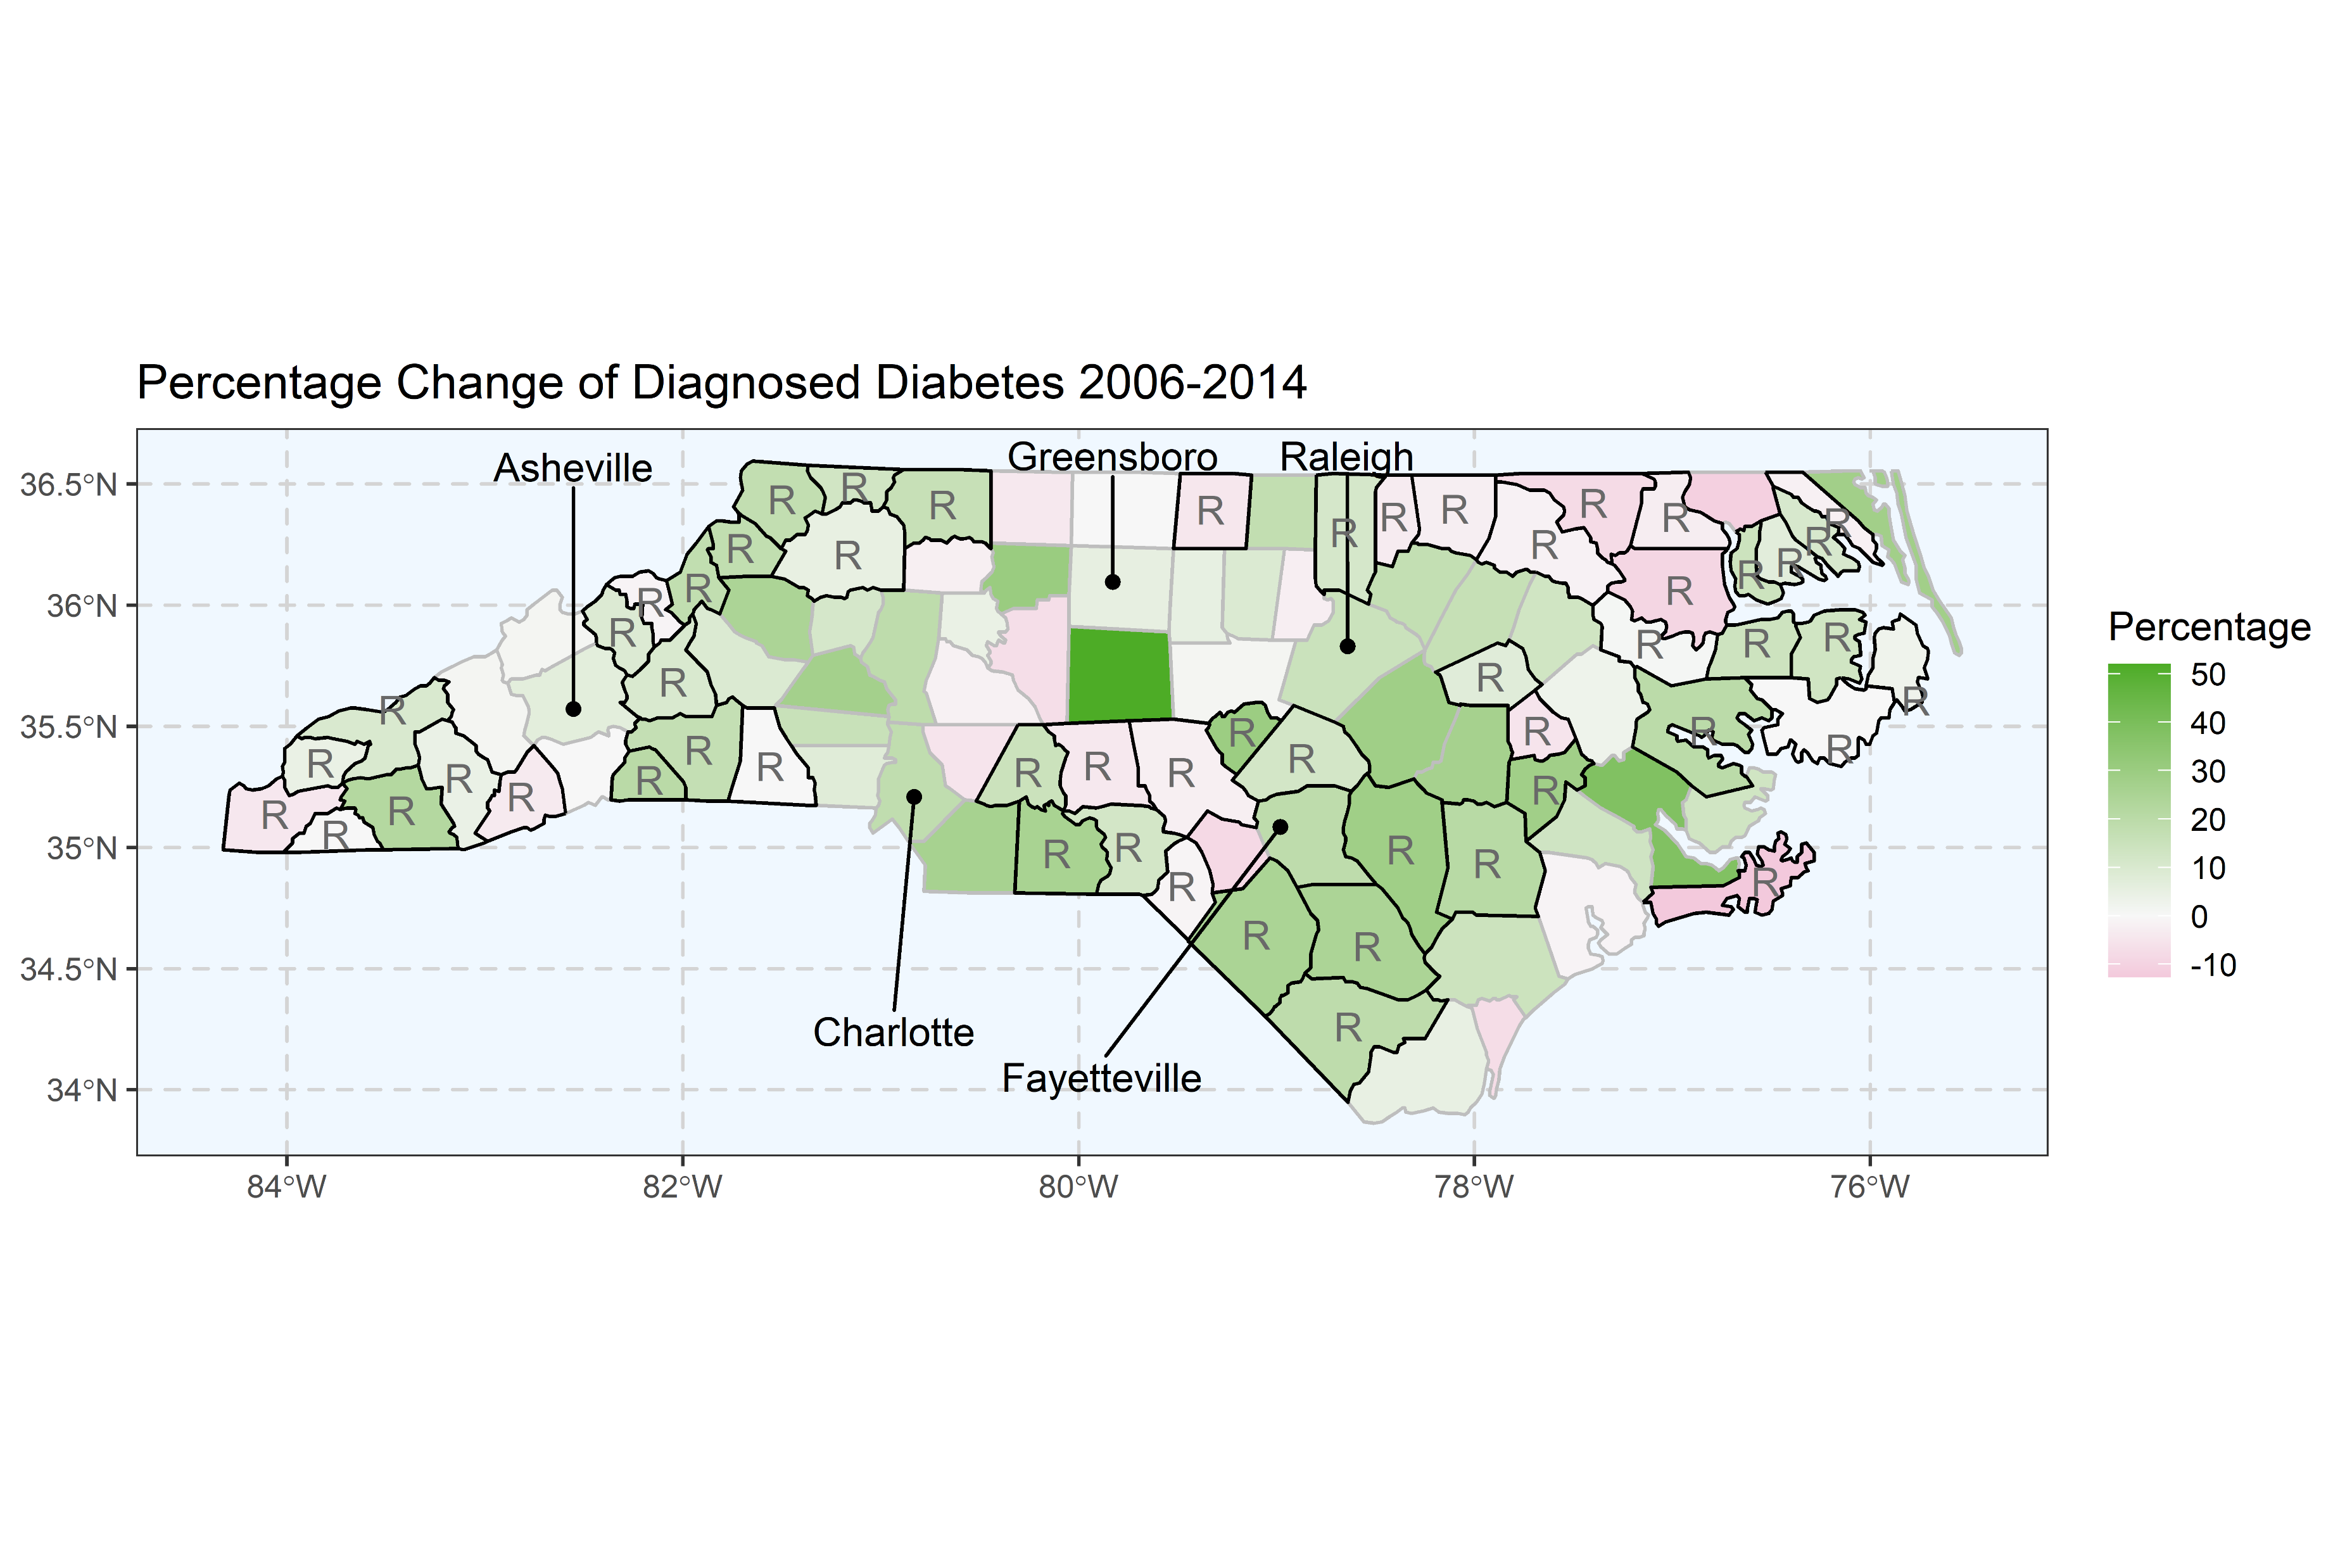 Percentage Change of Diagnosed Diabetes 2006-2014
Asheville
Greensboro
Raleigh
36.5°N
36°N
35.5°N
35°N
34.5°N
34°N
R R R R R R R R R R
R R R R R R R R R R
R R R R R R R R R R
R R R R R R R R R R
R R R R R R R R R R
R R R R
Charlotte
Fayetteville
84°W
82°W
80°W
78°W
76°W
Percentage
50
40
30
20
10
0
-10